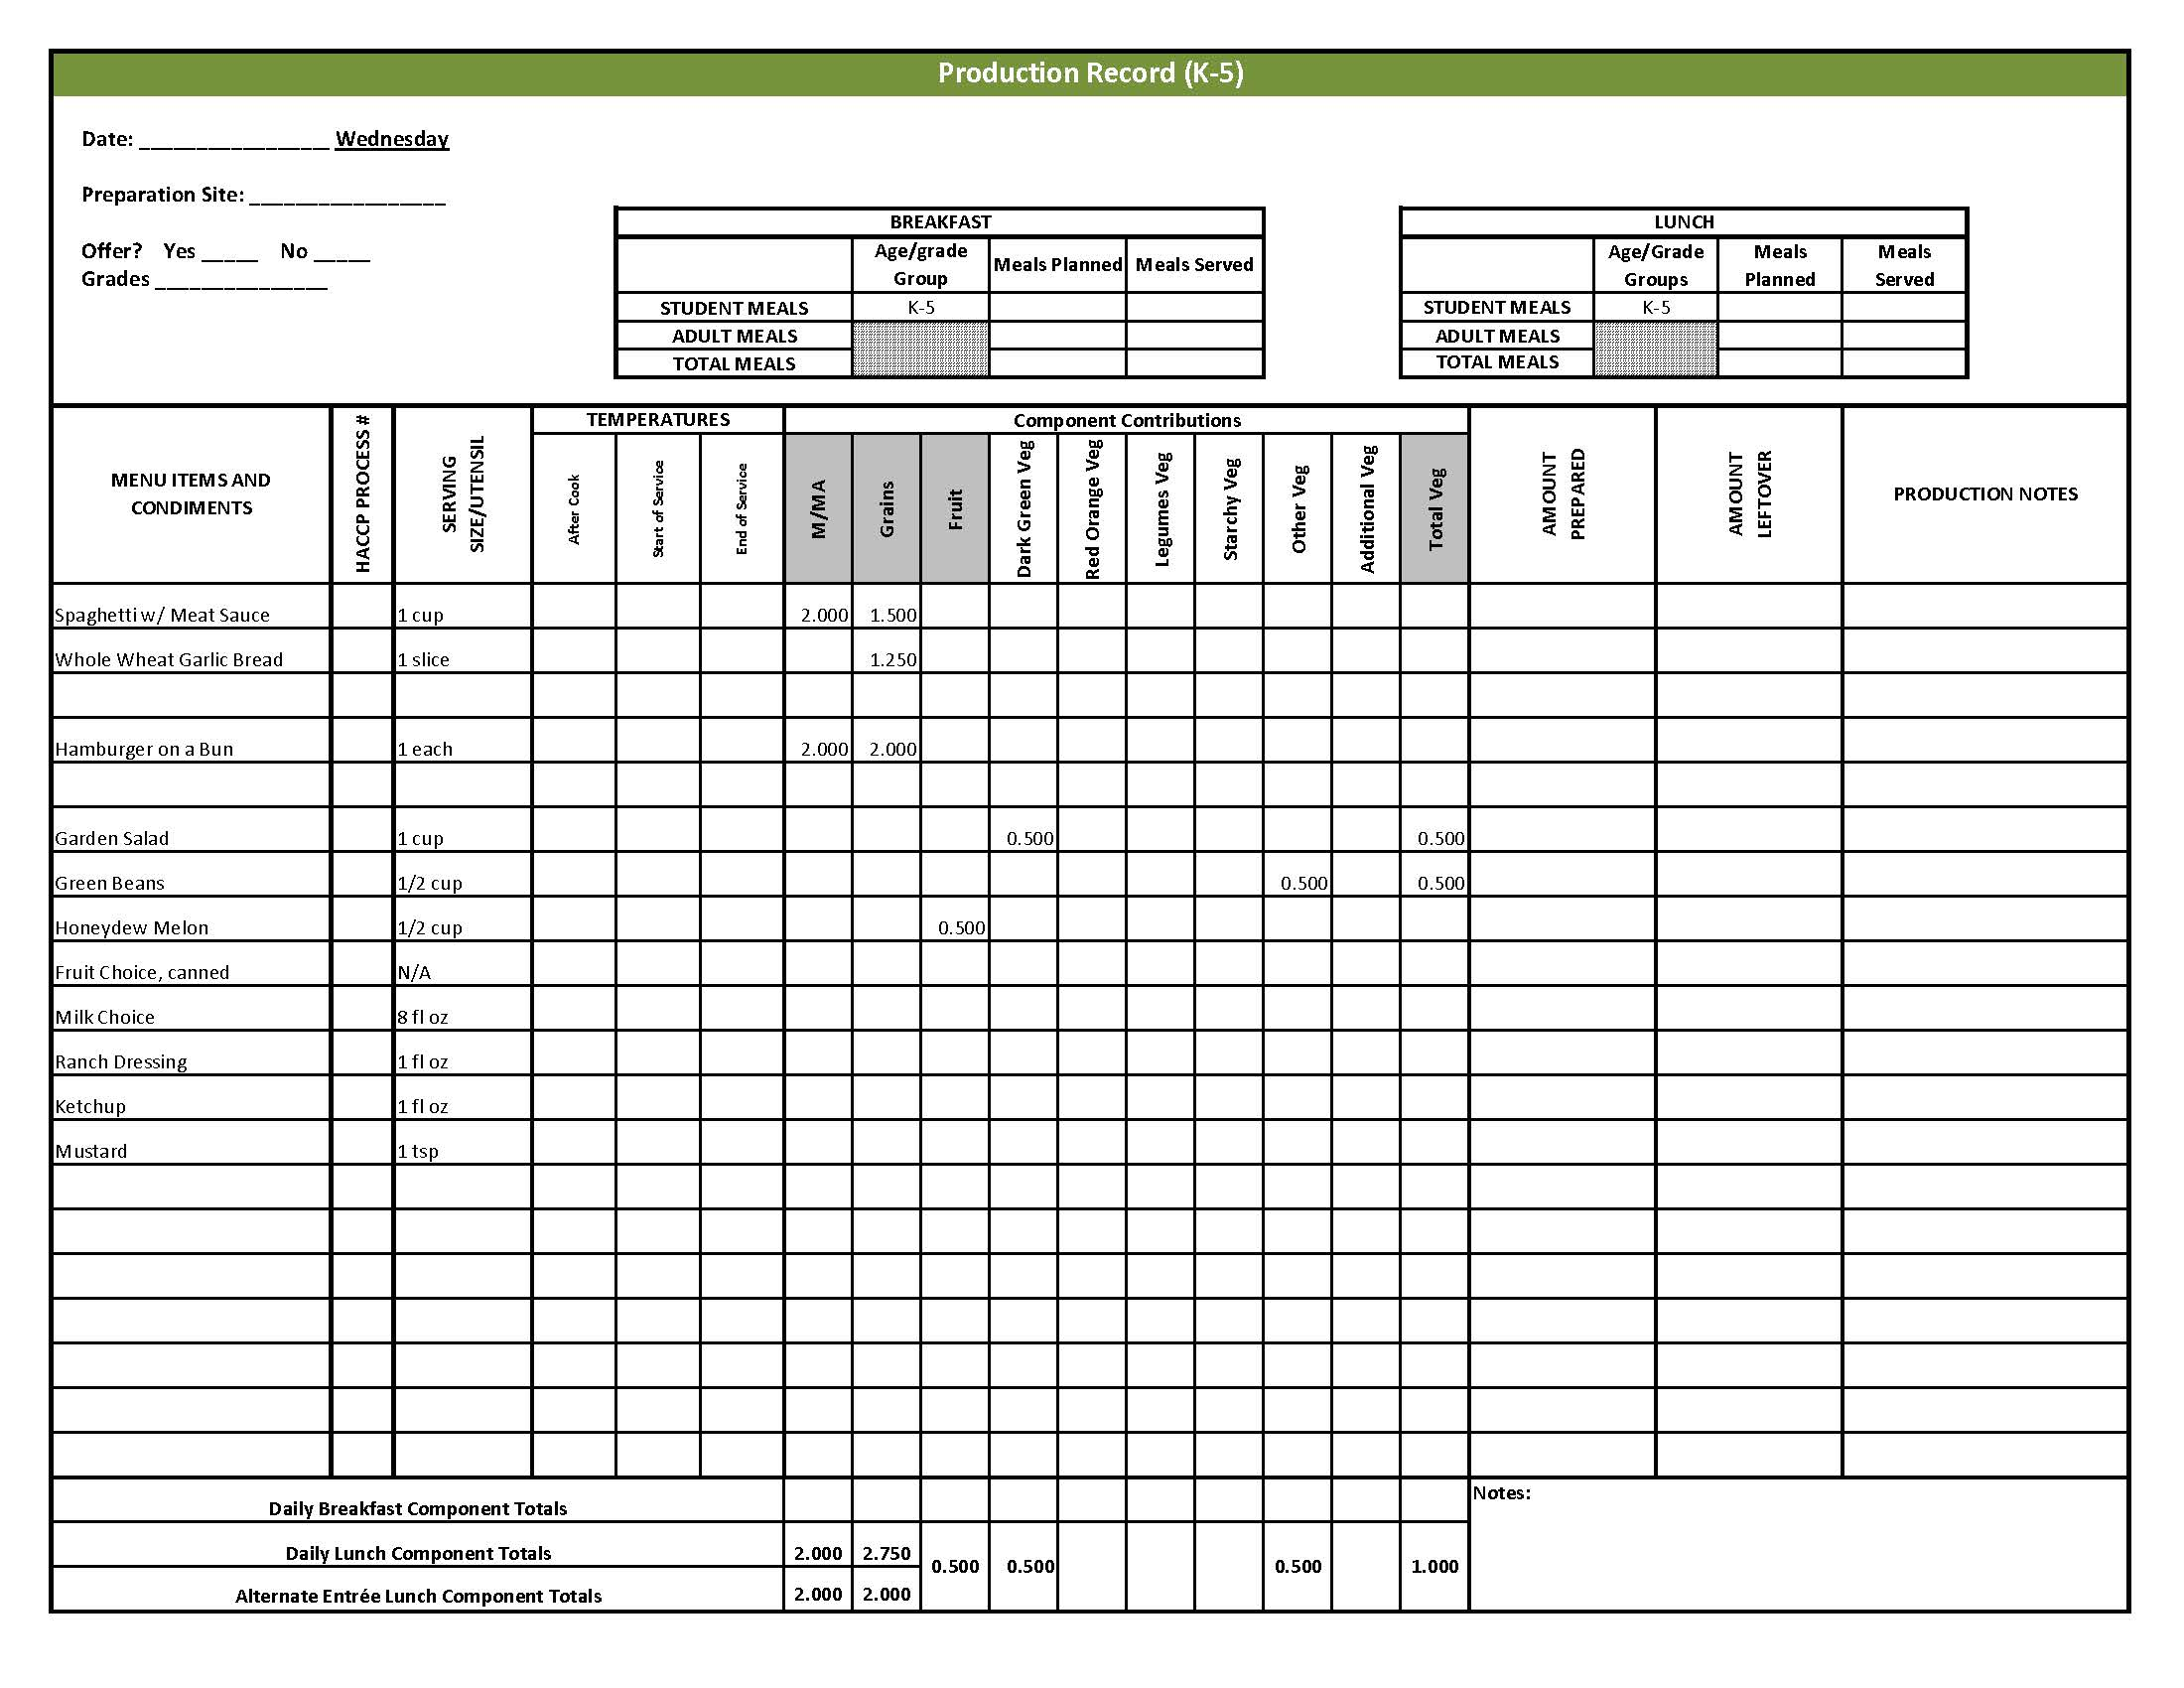 Production Record (K-5)
Date: _________________ Wednesday
Preparation Site: _________________
Offer? Yes _____ No _____
Grades _______________
BREAKFAST
Age/grade Group
Meals Planned
Meals Served
STUDENT MEALS K-5
ADULT MEALS
TOTAL MEALS
LUNCH
Age/Grade Groups
Meals Planned
Meals Served
STUDENT MEALS K-5
ADULT MEALS
TOTAL MEALS
MENU ITEMS AND CONDIMENTS
HACCP PROCESS #
SERVING SIZE/UTENSIL
TEMPERATURES
After Cook
Start of Service
End of Service
Component Contributions
M/MA
Grains
Fruit
Dark Green Veg
Red Orange Veg
Legumes Veg
Starchy Veg
Other Veg
Additional Veg
Total Veg
AMOUNT PREPARED
AMOUNT LEFTOVER
PRODUCTION NOTES
Spaghetti w/ Meat Sauce 1 cup 2.000 1.500
Whole Wheat Garlic Bread 1 slice 1.250
Hamburger on a Bun 1 each 2.000 2.000
Garden Salad 1 cup 0.500 0.500
Green Beans 1/2 cup 0.500 0.500
Honeydew Melon 1/2 cup 0.500
Fruit Choice, canned N/A
Milk Choice 8 fl oz
Ranch Dressing 1 fl oz
Ketchup 1 fl oz
Mustard 1 tsp
Daily Breakfast Component Totals
Notes:
Daily Lunch Component Totals 2.000 2.750
0.500 0.500 0.500 1.000
Alternate Entrée Lunch Component Totals 2.000 2.000